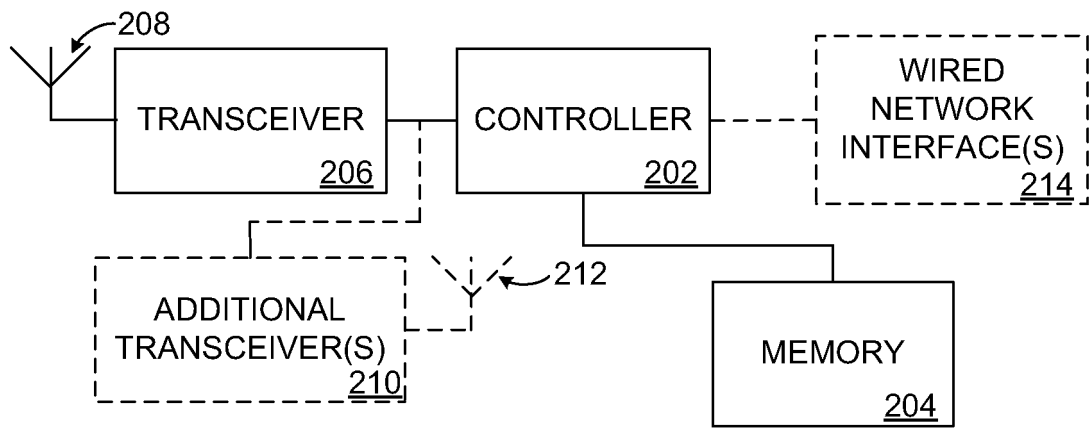 208
TRANSCEIVER
206
CONTROLLER
202
WIRED
NETWORK
INTERFACE(S)
214
ADDITIONAL
TRANSCEIVER(S)
210
212
MEMORY
204